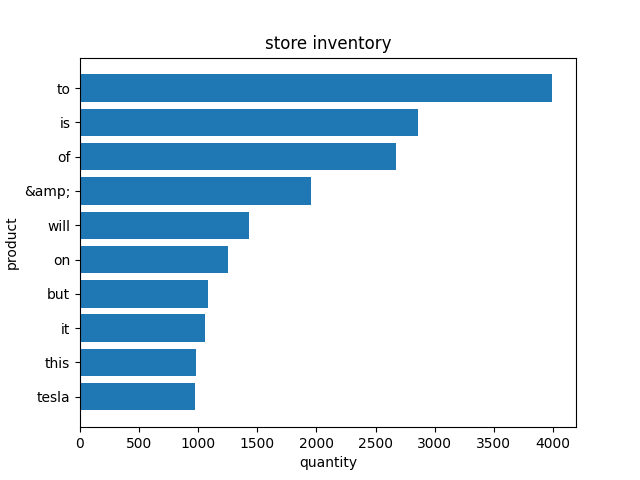 store inventory
product
to
is
of
&amp;
will
on
but
it
this
tesla
0 500 1000 1500 2000 2500 3000 3500 4000
quantity